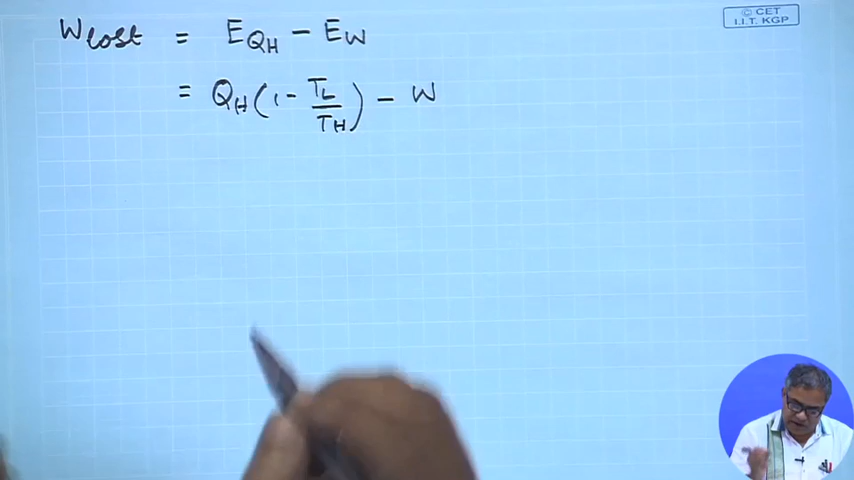 W_lost = E_QH - E_W
= Q_H (1 - T_L/T_H) - W
© CET
I.I.T. KGP